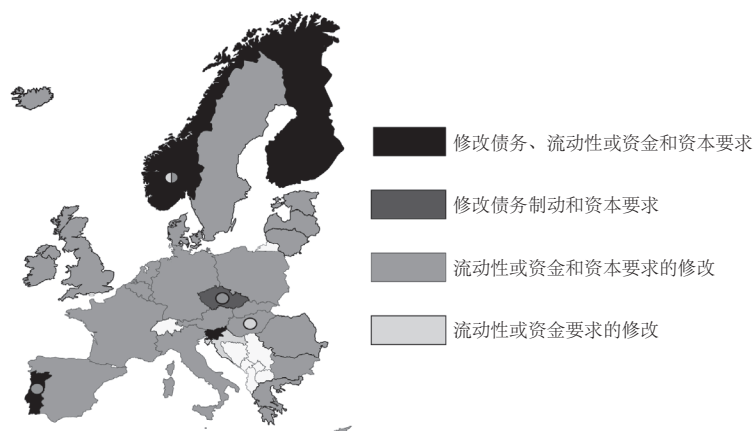 修改债务、流动性或资金和资本要求
修改债务制动和资本要求
流动性或资金和资本要求的修改
流动性或资金要求的修改